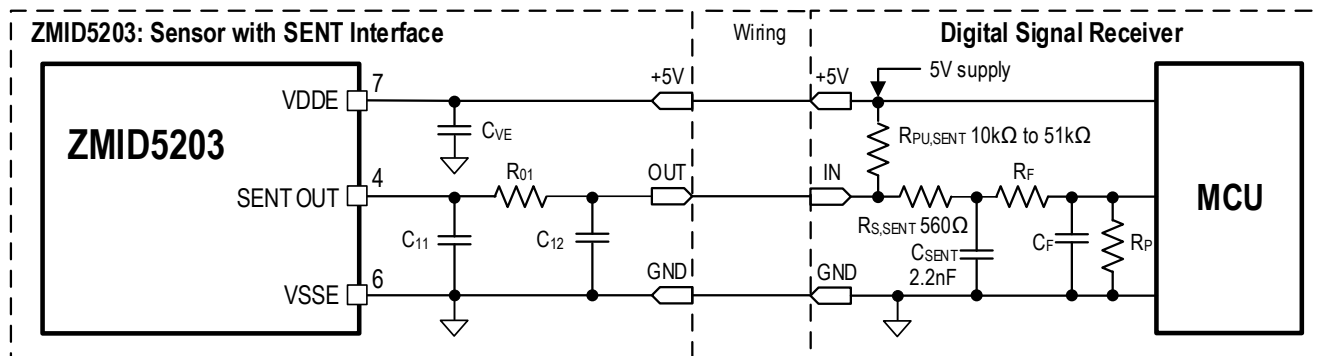 ZMID5203: Sensor with SENT Interface
Wiring
Digital Signal Receiver
ZMID5203
VDDE
7
SENT OUT
4
VSSE
6
CVE
C11
R01
C12
+5V
OUT
GND
+5V
5V supply
RPU,SENT 10kΩ to 51kΩ
IN
RS,SENT 560Ω
RF
CSENT
2.2nF
CF
RP
GND
MCU